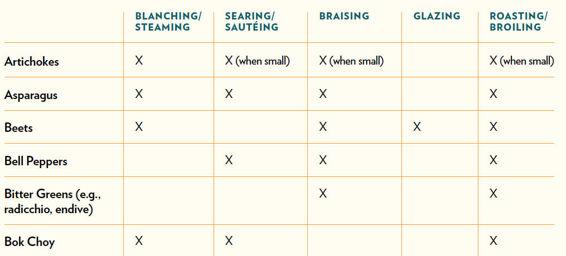 BLANCHING/ STEAMING SEARING/ SAUTÉING BRAISING GLAZING ROASTING/ BROILING
Artichokes X X (when small) X (when small) X (when small)
Asparagus X X X X
Beets X X X X
Bell Peppers X X X
Bitter Greens (e.g.,
radicchio, endive) X X
Bok Choy X X X